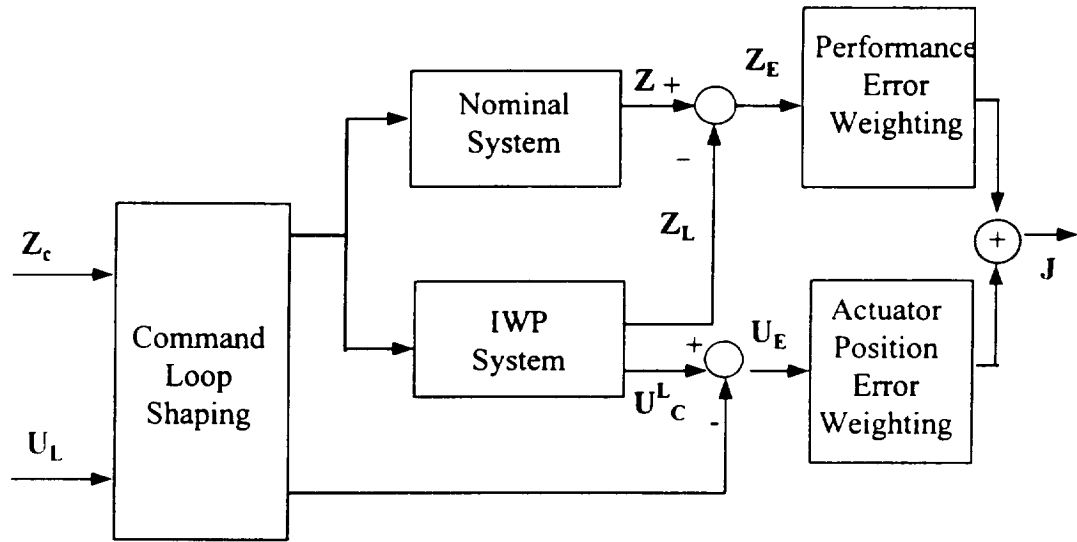 Performance
Error
Weighting
Z_E
Z +
Nominal
System
−
Z_c
Z_L
+
J
IWP
System
Actuator
Position
Error
Weighting
+
U_E
Command
Loop
Shaping
U^L_C
-
U_L